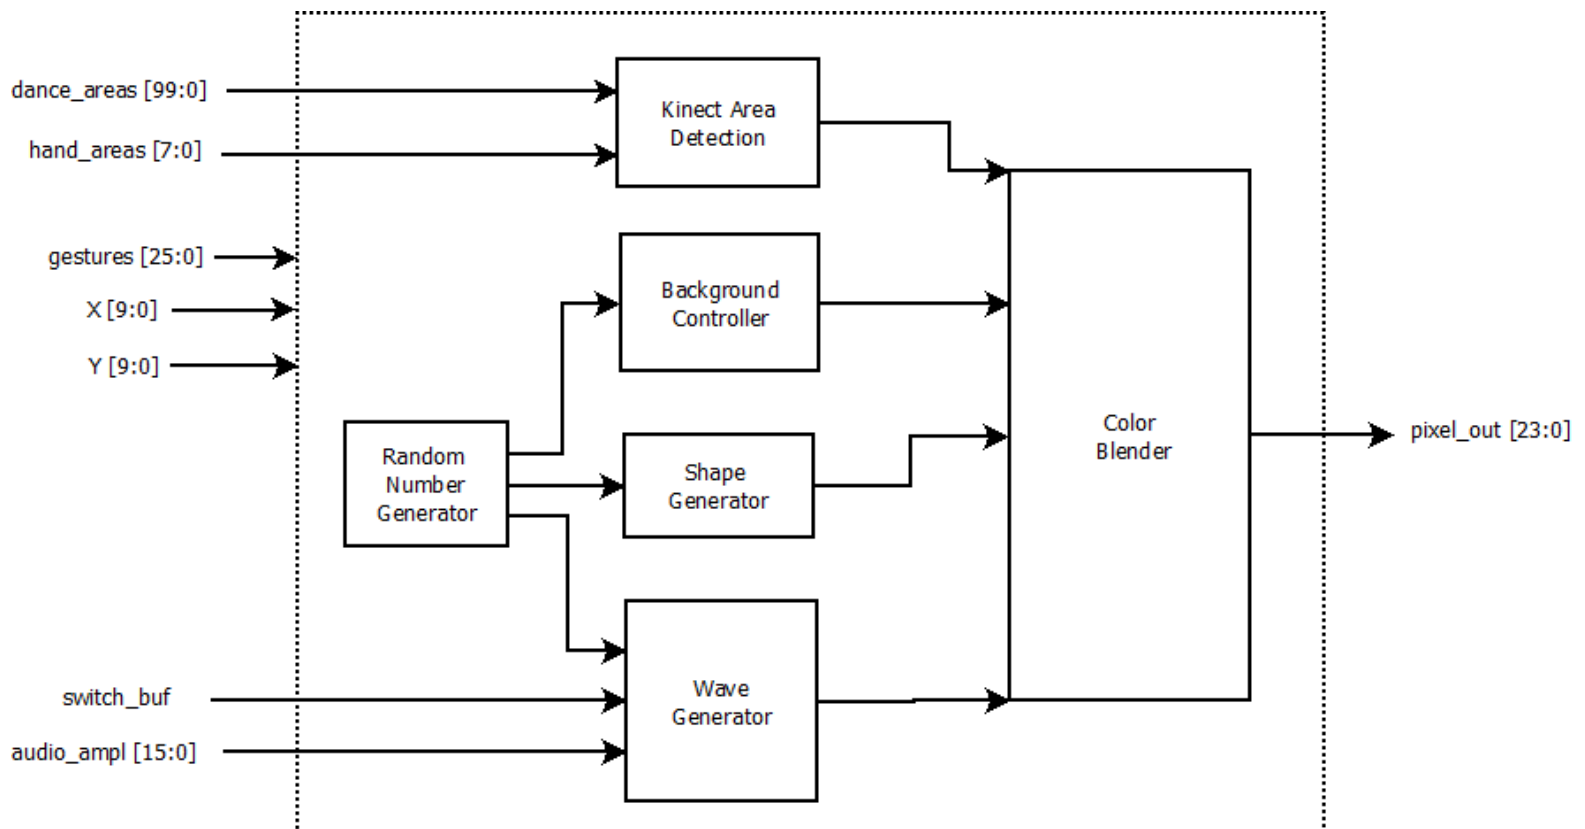 dance_areas [99:0]
hand_areas [7:0]
Kinect Area
Detection
gestures [25:0]
X [9:0]
Y [9:0]
Background
Controller
Random
Number
Generator
Shape
Generator
Color
Blender
pixel_out [23:0]
switch_buf
audio_ampl [15:0]
Wave
Generator